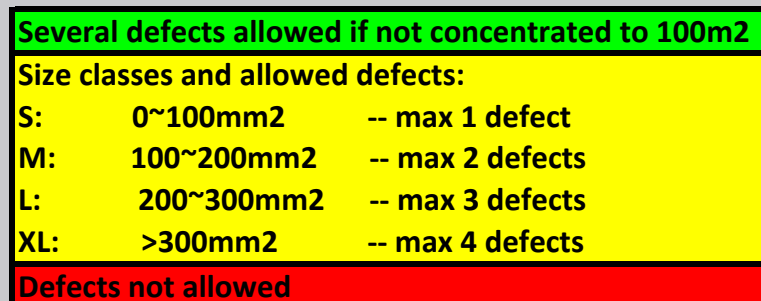 Several defects allowed if not concentrated to 100m2
Size classes and allowed defects:
S: 0~100mm2 -- max 1 defect
M: 100~200mm2 -- max 2 defects
L: 200~300mm2 -- max 3 defects
XL: >300mm2 -- max 4 defects
Defects not allowed